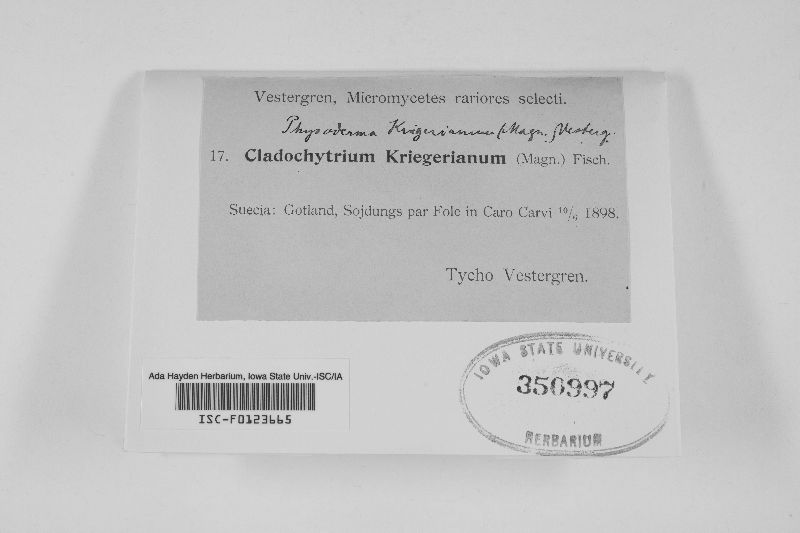 Vestergren, Micromycetes rariores selecti.
Physoderma Kriegerianum (Magn.) Vesterg.
17. Cladochytrium Kriegerianum (Magn.) Fisch.
Suecia: Gotland, Sojdungs par Fole in Caro Carvi 10/6 1898.
Tycho Vestergren.
Ada Hayden Herbarium, Iowa State Univ.-ISC/IA
ISC-F0123665
IOWA STATE UNIVERSITY
350997
HERBARIUM